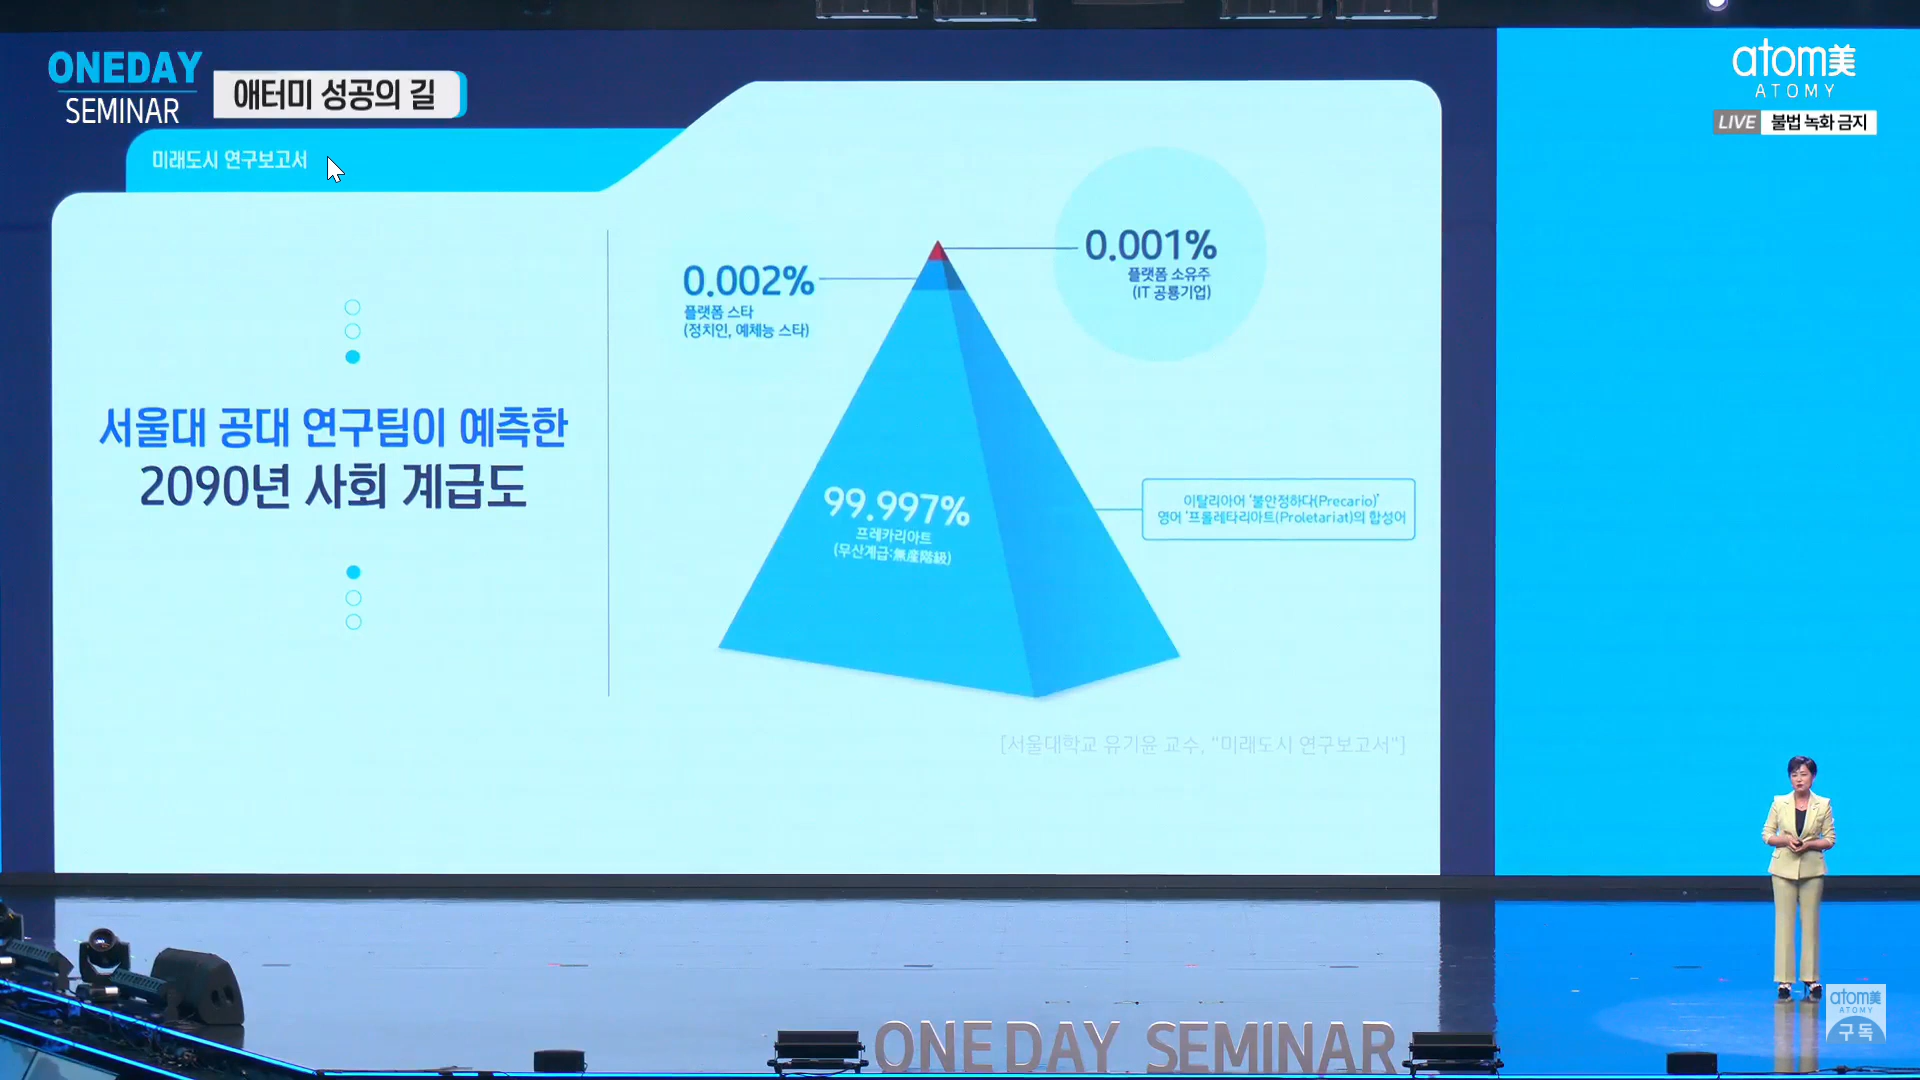 ONEDAY
SEMINAR
애터미 성공의 길
atom美
ATOMY
LIVE 불법 녹화 금지
미래도시 연구보고서
서울대 공대 연구팀이 예측한
2090년 사회 계급도
0.001%
플랫폼 소유주
(IT 공룡기업)
0.002%
플랫폼 스타
(정치인, 예체능 스타)
99.997%
프레카리아트
(무산계급:無産階級)
이탈리아어 '불안정하다(Precario)'
영어 '프롤레타리아트(Proletariat)의 합성어
[서울대학교 유기윤 교수, "미래도시 연구보고서"]
ONE DAY SEMINAR
atom美
ATOMY
구독